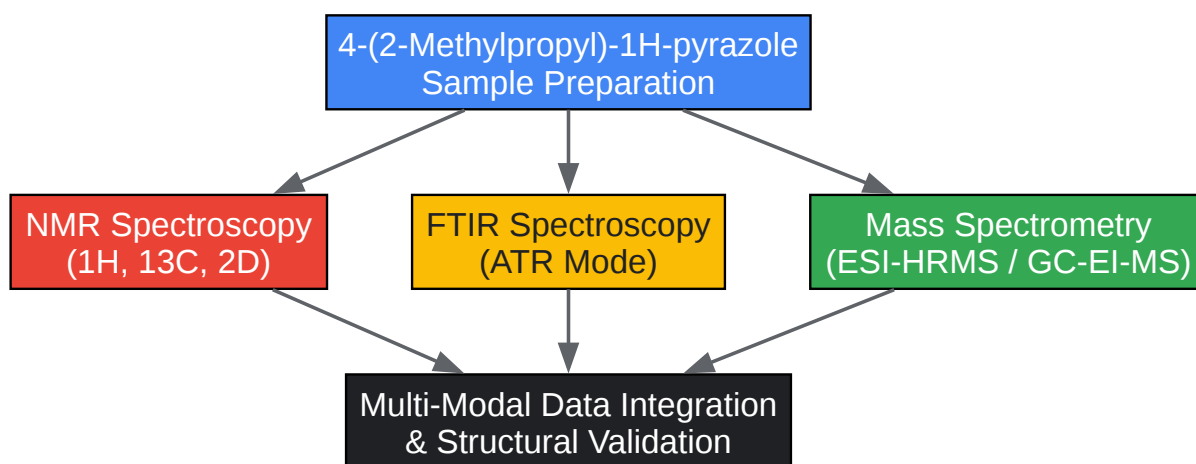 4-(2-Methylpropyl)-1H-pyrazole
Sample Preparation
NMR Spectroscopy
(1H, 13C, 2D)
FTIR Spectroscopy
(ATR Mode)
Mass Spectrometry
(ESI-HRMS / GC-EI-MS)
Multi-Modal Data Integration
& Structural Validation